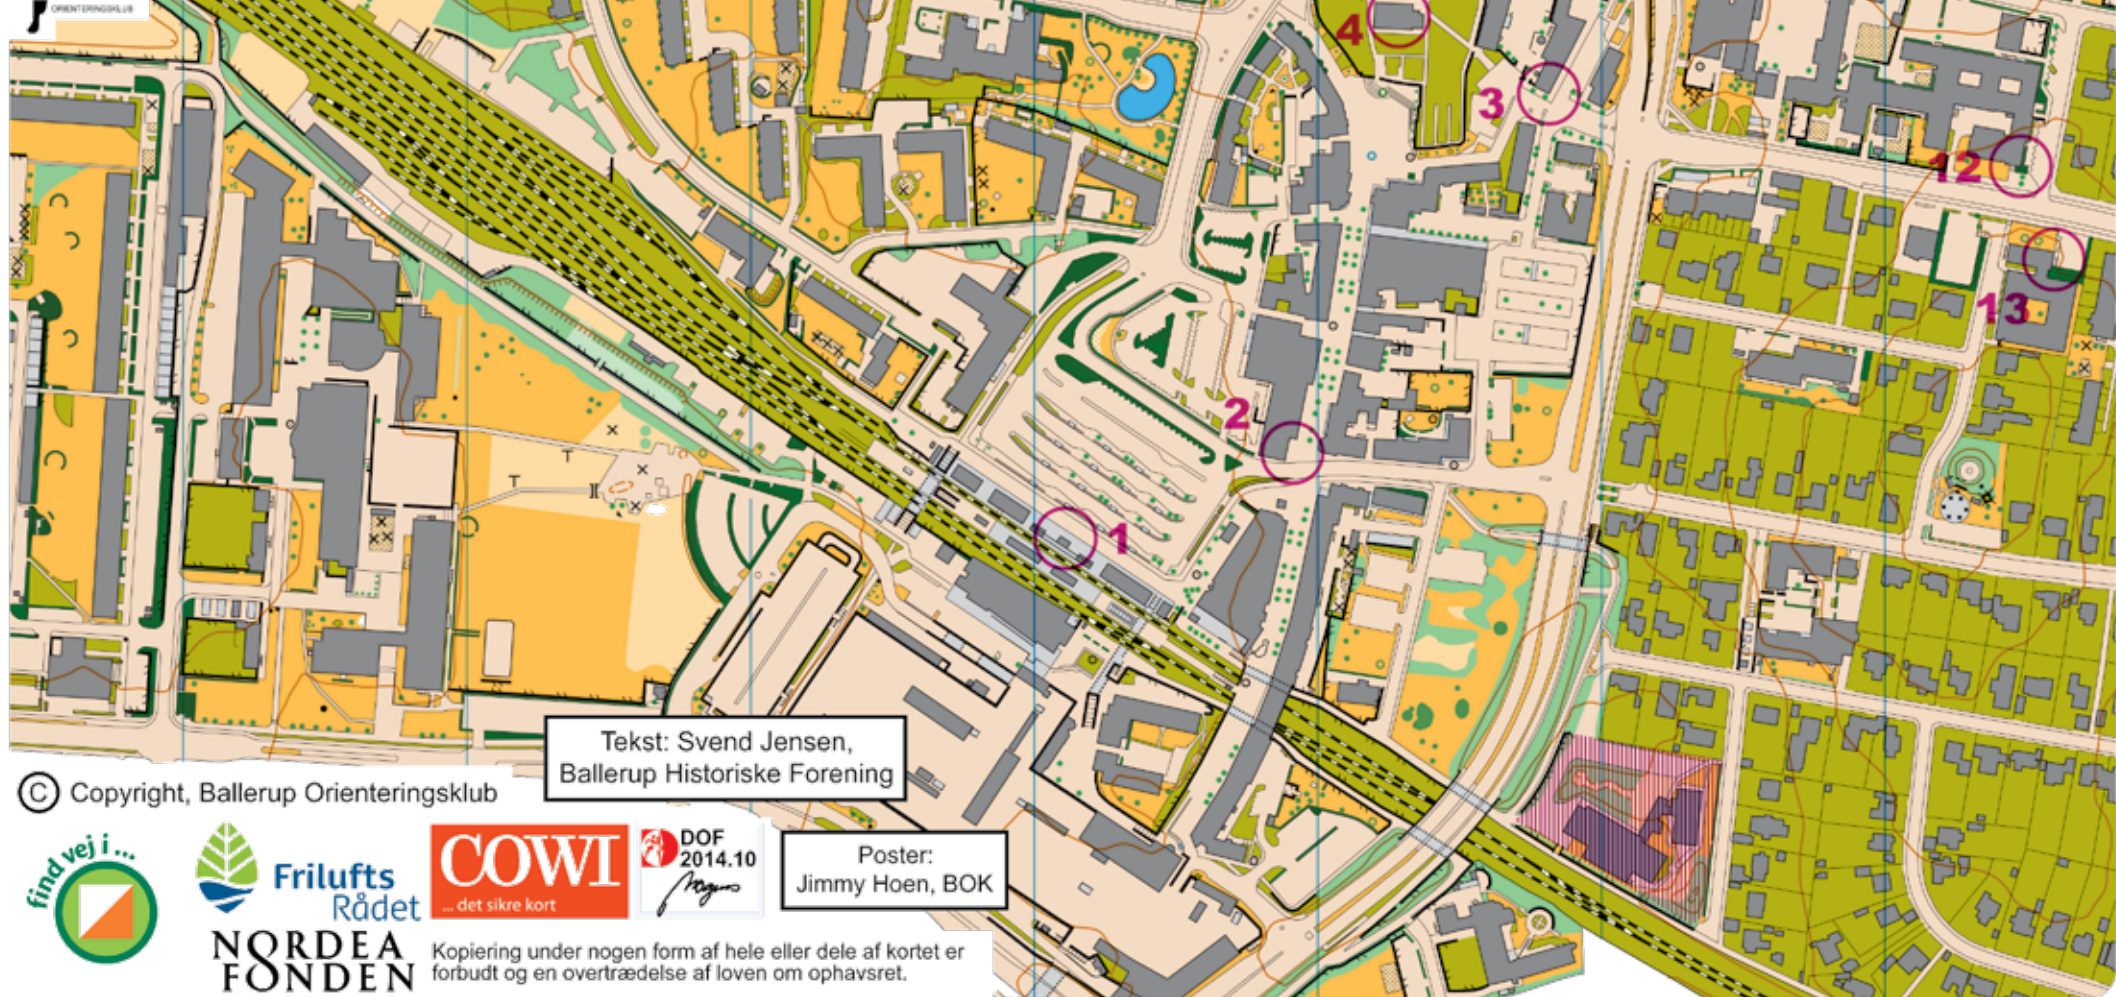 ORIENTERINGSKLUB
4
3
12
13
2
1
Tekst: Svend Jensen,
Ballerup Historiske Forening
C Copyright, Ballerup Orienteringsklub
find vej i ...
Frilufts
Rådet
COWI
... det sikre kort
DOF
2014.10
Poster:
Jimmy Hoen, BOK
NORDEA
FONDEN
Kopiering under nogen form af hele eller dele af kortet er
forbudt og en overtrædelse af loven om ophavsret.